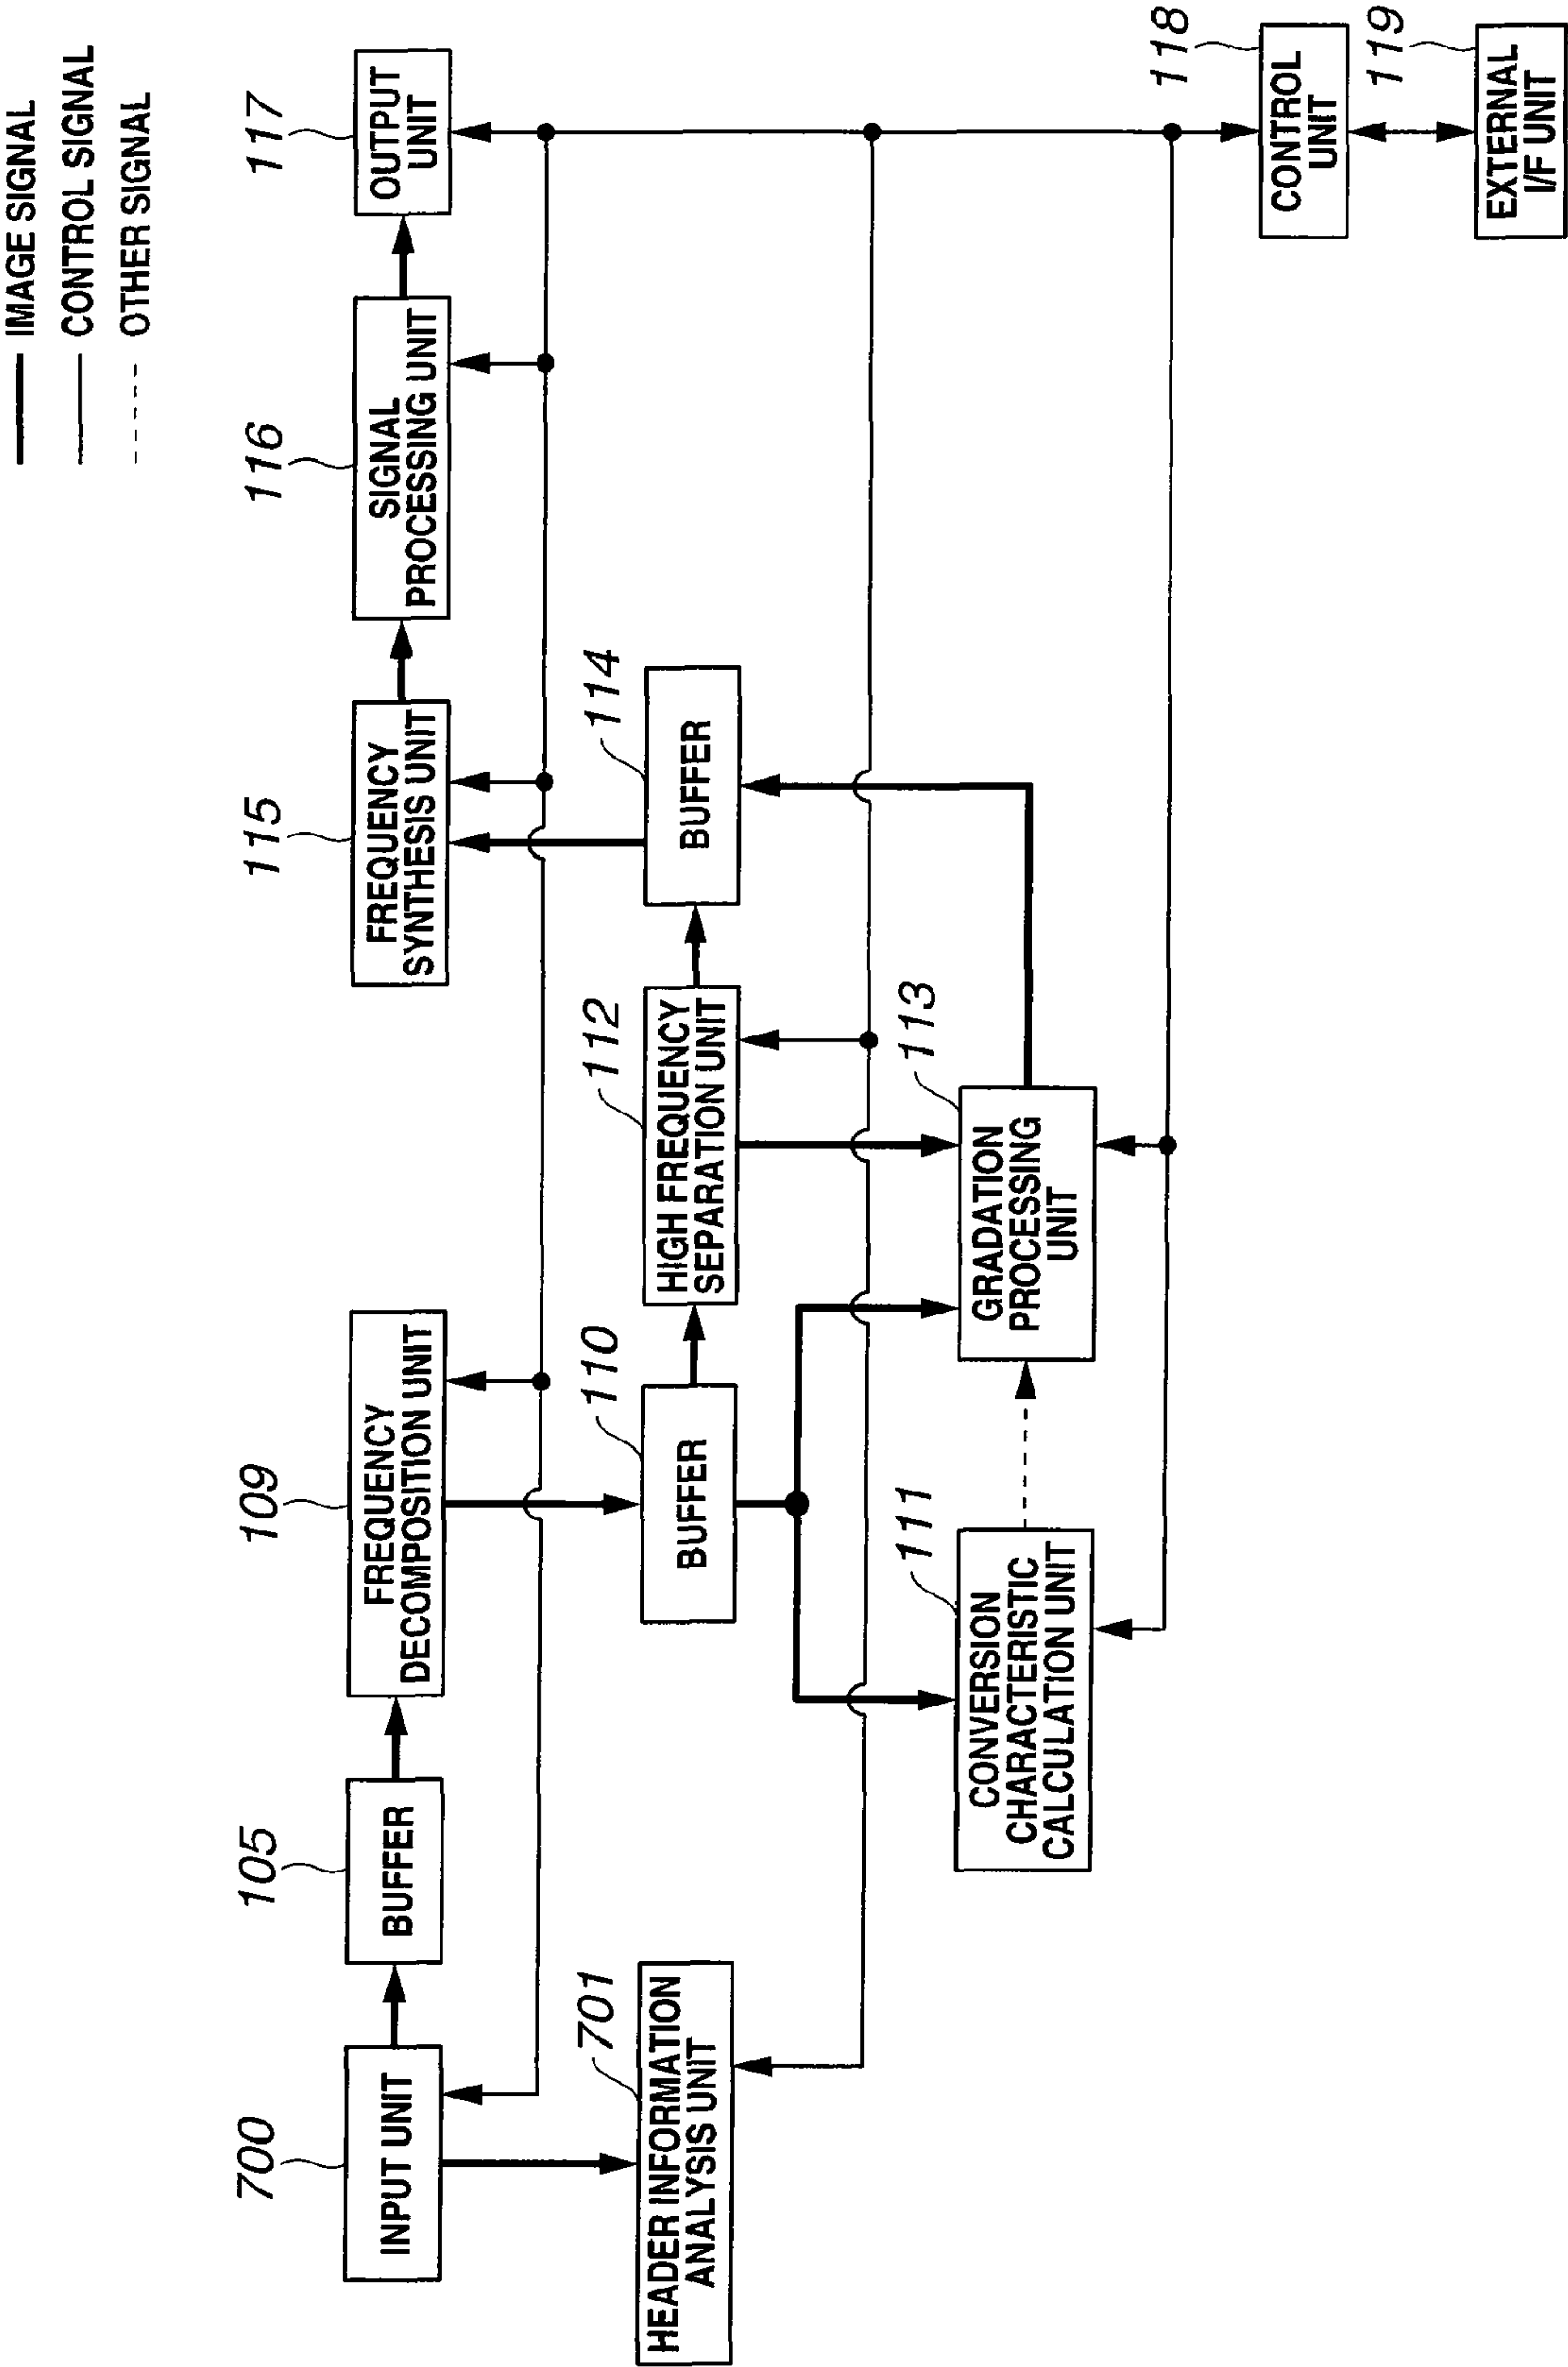 IMAGE SIGNAL
CONTROL SIGNAL
OTHER SIGNAL
700
INPUT UNIT
105
BUFFER
109
FREQUENCY
DECOMPOSITION UNIT
115
FREQUENCY
SYNTHESIS UNIT
116
SIGNAL
PROCESSING UNIT
117
OUTPUT
UNIT
701
HEADER INFORMATION
ANALYSIS UNIT
110
BUFFER
112
HIGH FREQUENCY
SEPARATION UNIT
114
BUFFER
111
CONVERSION
CHARACTERISTIC
CALCULATION UNIT
113
GRADATION
PROCESSING
UNIT
118
CONTROL
UNIT
119
EXTERNAL
I/F UNIT